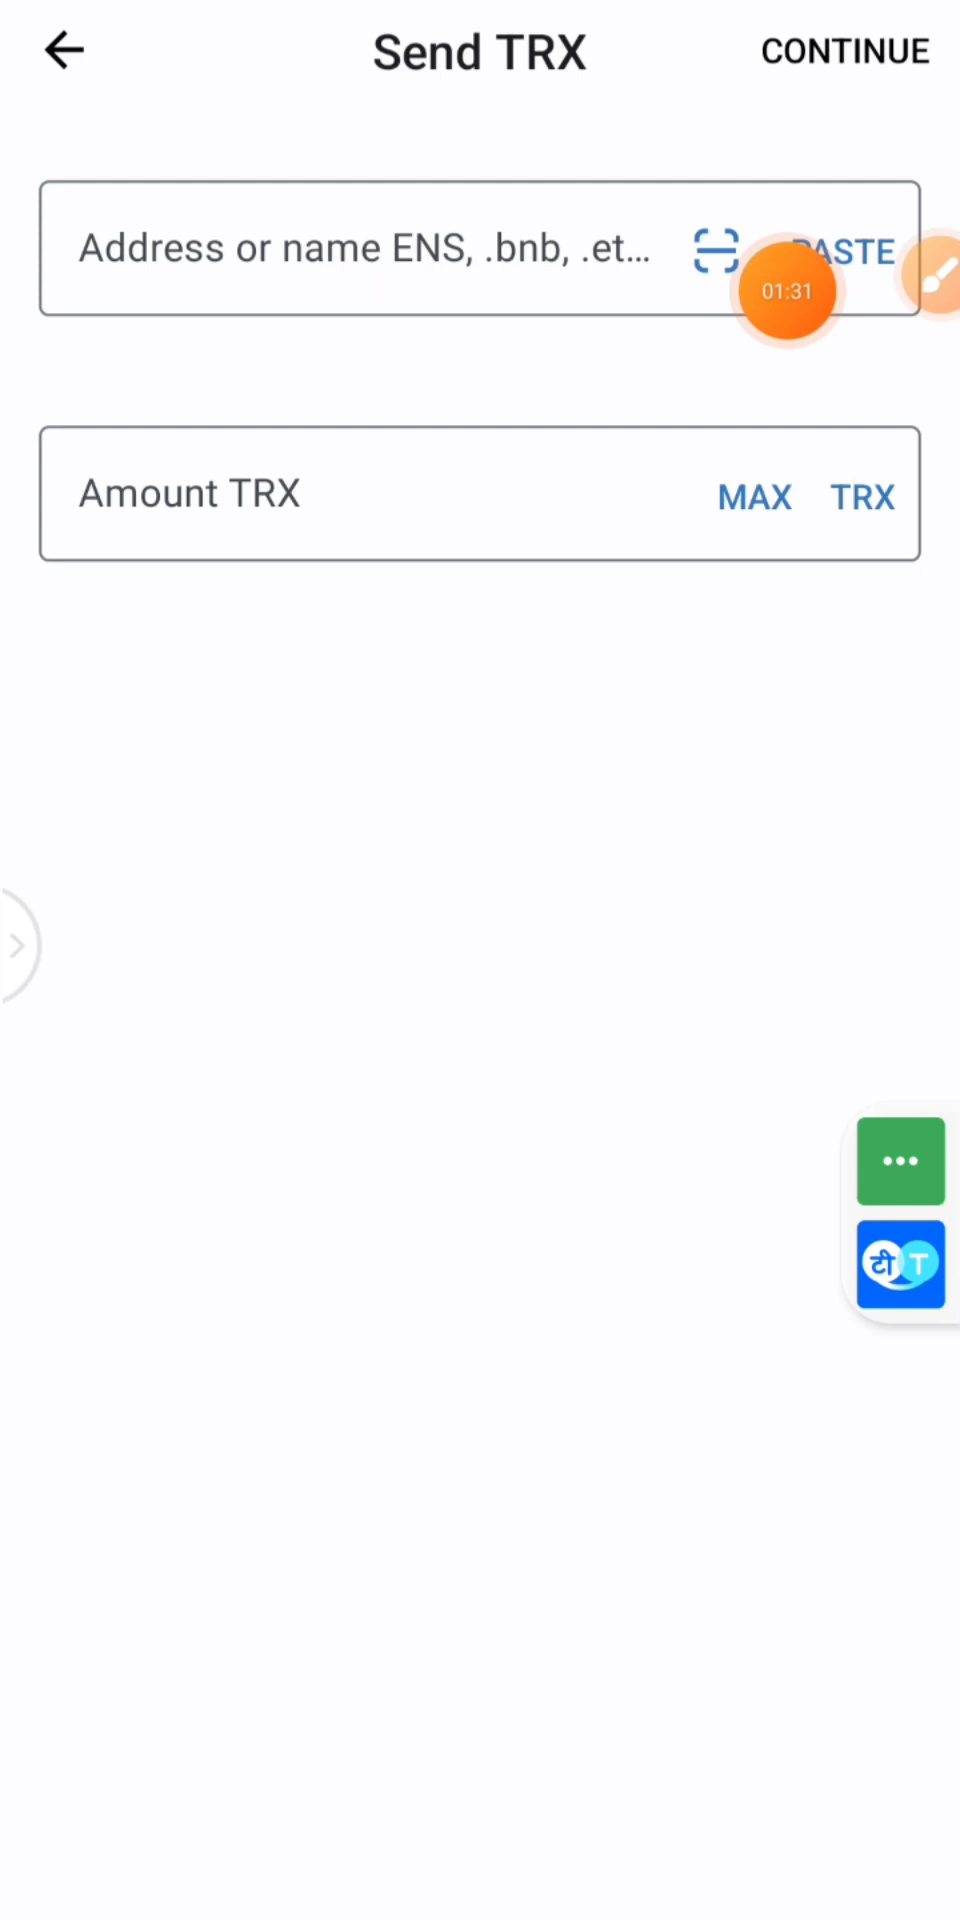 Send TRX
CONTINUE
Address or name ENS, .bnb, .et...
PASTE
01:31
Amount TRX
MAX
TRX
टी T